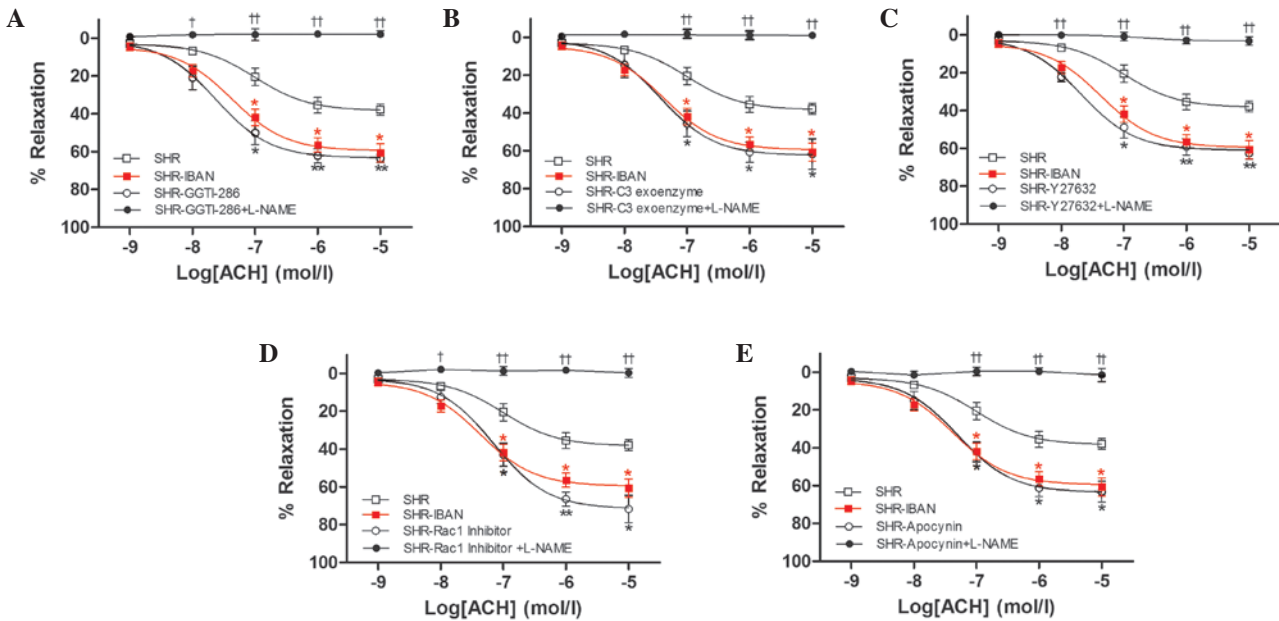 A
† †† †† ††
0
20
40
60
80
100
% Relaxation
* * *
* ** **
SHR
SHR-IBAN
SHR-GGTI-286
SHR-GGTI-286+L-NAME
-9 -8 -7 -6 -5
Log[ACH] (mol/l)
B
†† †† ††
0
20
40
60
80
100
% Relaxation
* * *
* * *
SHR
SHR-IBAN
SHR-C3 exoenzyme
SHR-C3 exoenzyme+L-NAME
-9 -8 -7 -6 -5
Log[ACH] (mol/l)
C
†† †† †† ††
0
20
40
60
80
100
% Relaxation
* * *
* ** **
SHR
SHR-IBAN
SHR-Y27632
SHR-Y27632+L-NAME
-9 -8 -7 -6 -5
Log[ACH] (mol/l)
D
† †† †† ††
0
20
40
60
80
100
% Relaxation
* * *
* ** *
SHR
SHR-IBAN
SHR-Rac1 Inhibitor
SHR-Rac1 Inhibitor +L-NAME
-9 -8 -7 -6 -5
Log[ACH] (mol/l)
E
†† †† ††
0
20
40
60
80
100
% Relaxation
* * *
* * *
SHR
SHR-IBAN
SHR-Apocynin
SHR-Apocynin+L-NAME
-9 -8 -7 -6 -5
Log[ACH] (mol/l)